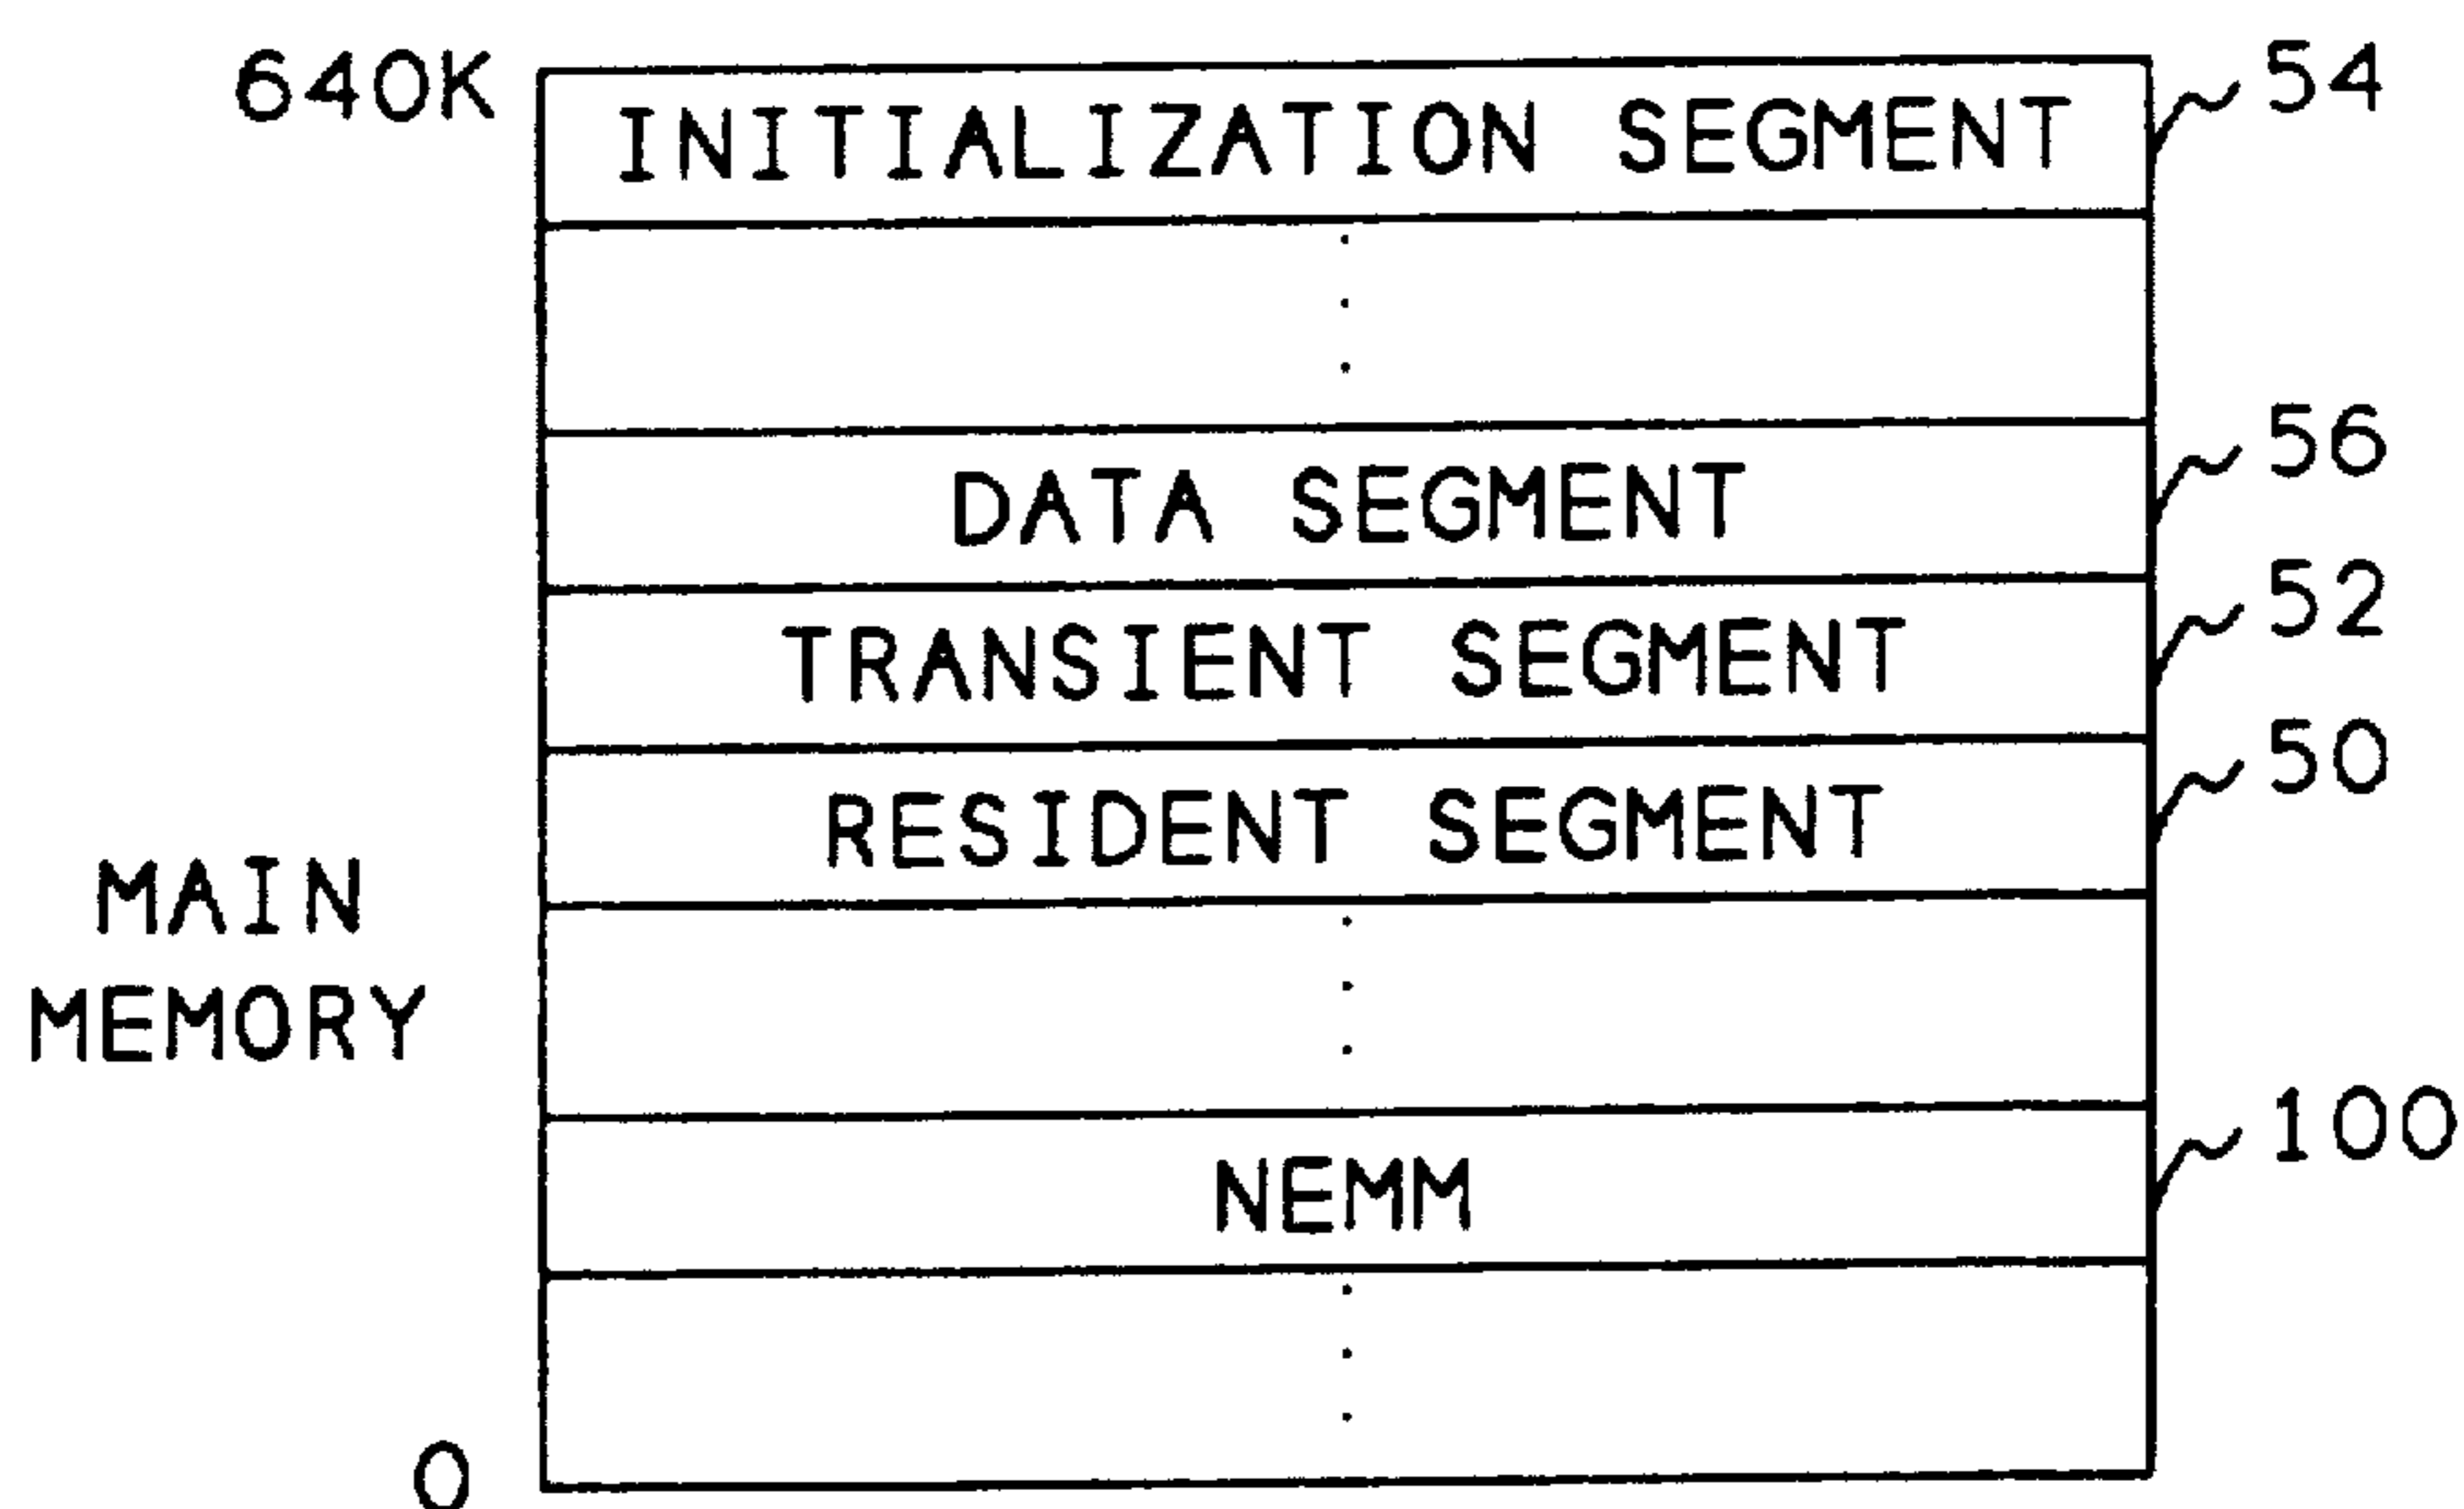 640K
INITIALIZATION SEGMENT
54
DATA SEGMENT
56
TRANSIENT SEGMENT
52
RESIDENT SEGMENT
50
MAIN
MEMORY
NEMM
100
0